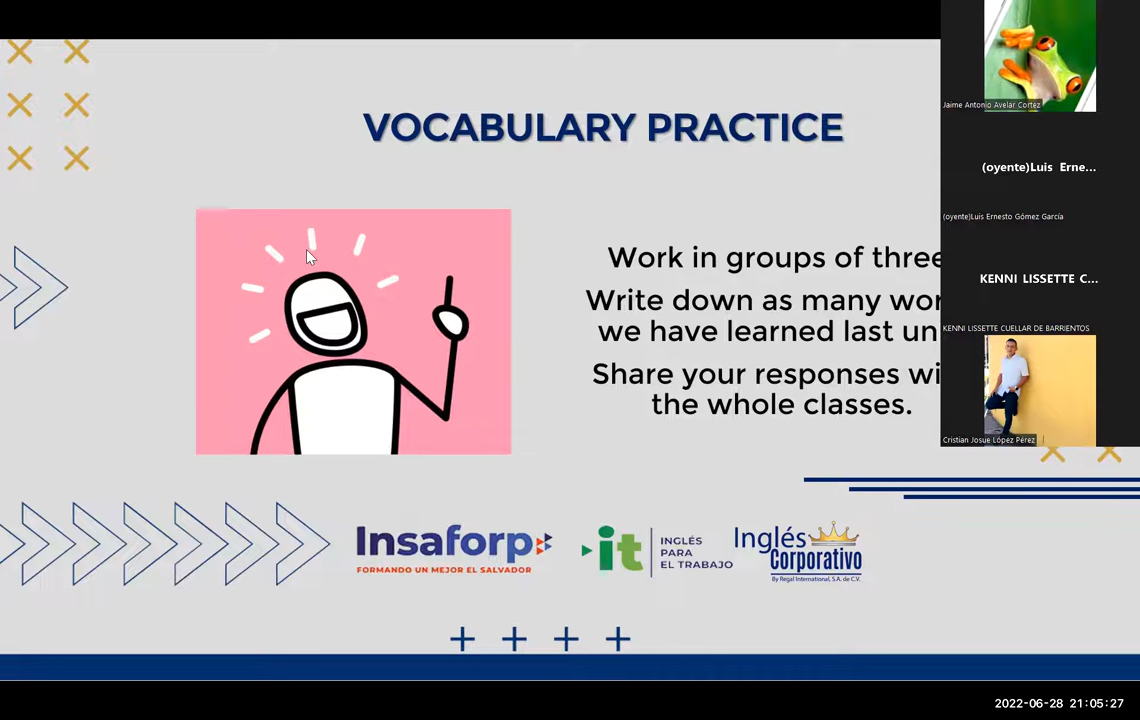 VOCABULARY PRACTICE
Work in groups of three
Write down as many wor
we have learned last un
Share your responses wi
the whole classes.
Jaime Antonio Avelar Cortez
(oyente)Luis Erne...
(oyente)Luis Ernesto Gómez García
KENNI LISSETTE C...
KENNI LISSETTE CUELLAR DE BARRIENTOS
Cristian Josue López Pérez
Insaforp
FORMANDO UN MEJOR EL SALVADOR
it
INGLÉS
PARA
EL TRABAJO
Inglés
Corporativo
By Regal International, S.A. de C.V.
2022-06-28 21:05:27